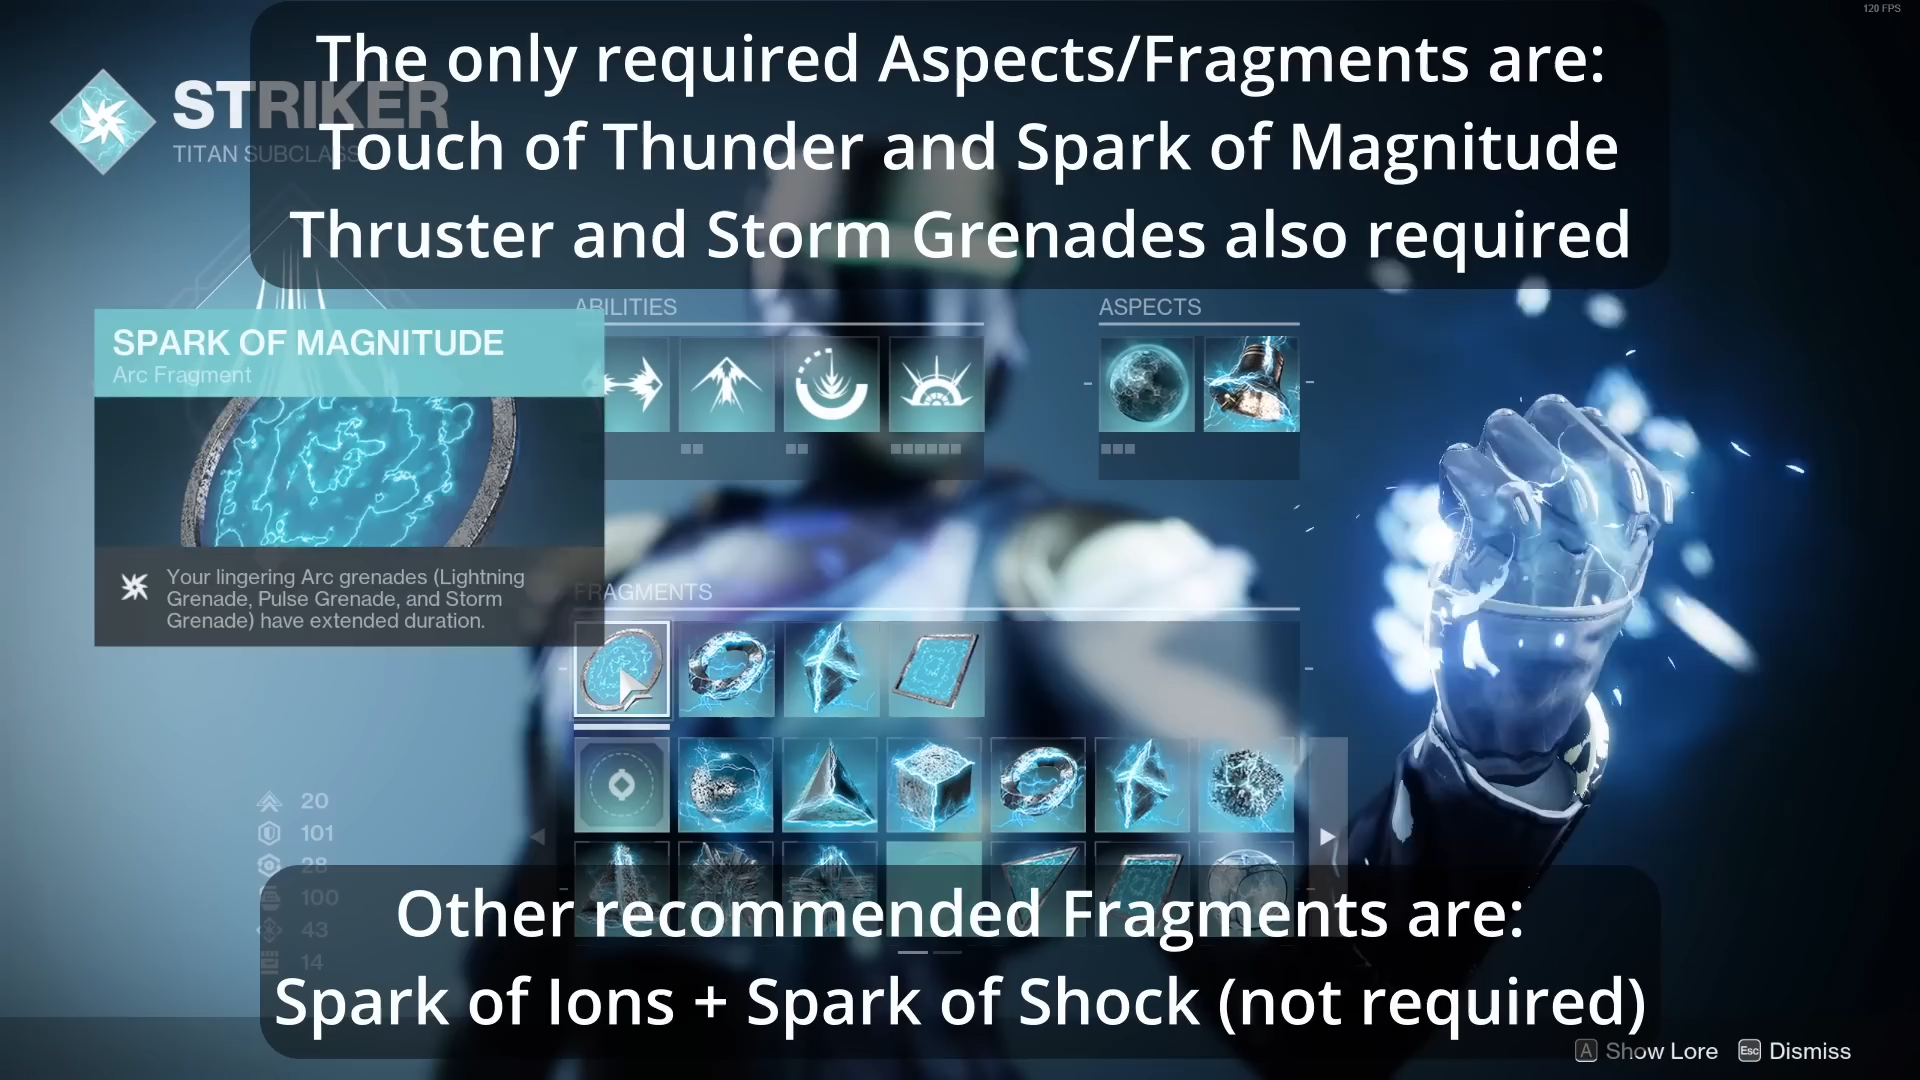 120 FPS
The only required Aspects/Fragments are:
STRIKER
TITAN SUBCLASS
Touch of Thunder and Spark of Magnitude
Thruster and Storm Grenades also required
ABILITIES
ASPECTS
SPARK OF MAGNITUDE
Arc Fragment
Your lingering Arc grenades (Lightning
Grenade, Pulse Grenade, and Storm
Grenade) have extended duration.
FRAGMENTS
20
101
28
100
43
14
Other recommended Fragments are:
Spark of Ions + Spark of Shock (not required)
A Show Lore
Esc Dismiss